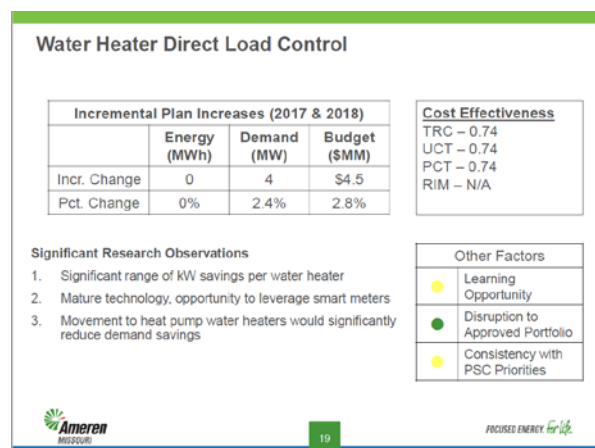 Water Heater Direct Load Control
Incremental Plan Increases (2017 & 2018)
Energy (MWh) Demand (MW) Budget ($MM)
Incr. Change 0 4 $4.5
Pct. Change 0% 2.4% 2.8%
Cost Effectiveness
TRC – 0.74
UCT – 0.74
PCT – 0.74
RIM – N/A
Significant Research Observations
1. Significant range of kW savings per water heater
2. Mature technology, opportunity to leverage smart meters
3. Movement to heat pump water heaters would significantly
reduce demand savings
Other Factors
Learning
Opportunity
Disruption to
Approved Portfolio
Consistency with
PSC Priorities
Ameren
MISSOURI
19
FOCUSED ENERGY. For life.